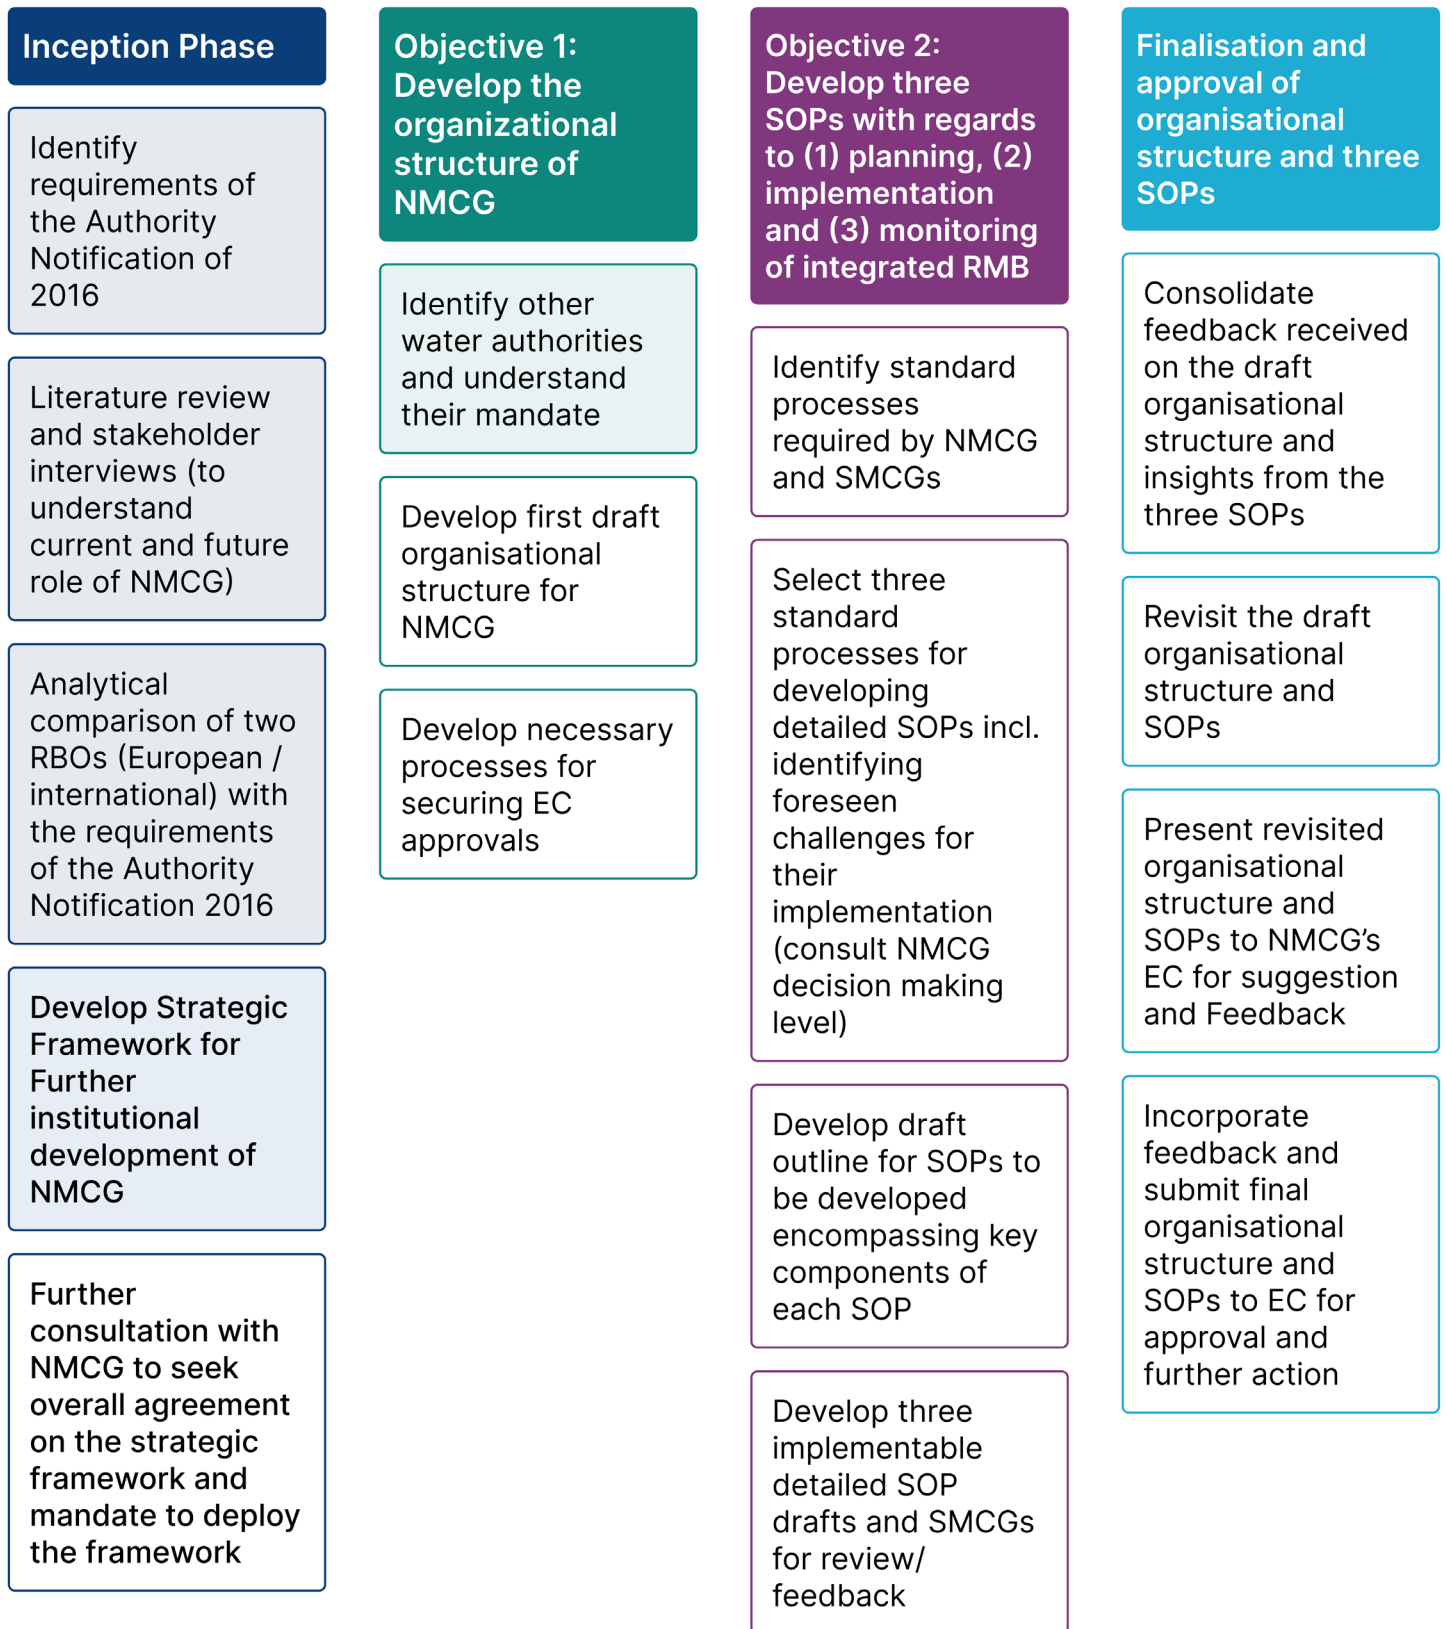 Inception Phase
Identify
requirements of
the Authority
Notification of
2016
Literature review
and stakeholder
interviews (to
understand
current and future
role of NMCG)
Analytical
comparison of two
RBOs (European /
international) with
the requirements
of the Authority
Notification 2016
Develop Strategic
Framework for
Further
institutional
development of
NMCG
Further
consultation with
NMCG to seek
overall agreement
on the strategic
framework and
mandate to deploy
the framework
Objective 1:
Develop the
organizational
structure of
NMCG
Identify other
water authorities
and understand
their mandate
Develop first draft
organisational
structure for
NMCG
Develop necessary
processes for
securing EC
approvals
Objective 2:
Develop three
SOPs with regards
to (1) planning, (2)
implementation
and (3) monitoring
of integrated RMB
Identify standard
processes
required by NMCG
and SMCGs
Select three
standard
processes for
developing
detailed SOPs incl.
identifying
foreseen
challenges for
their
implementation
(consult NMCG
decision making
level)
Develop draft
outline for SOPs to
be developed
encompassing key
components of
each SOP
Develop three
implementable
detailed SOP
drafts and SMCGs
for review/
feedback
Finalisation and
approval of
organisational
structure and three
SOPs
Consolidate
feedback received
on the draft
organisational
structure and
insights from the
three SOPs
Revisit the draft
organisational
structure and
SOPs
Present revisited
organisational
structure and
SOPs to NMCG’s
EC for suggestion
and Feedback
Incorporate
feedback and
submit final
organisational
structure and
SOPs to EC for
approval and
further action